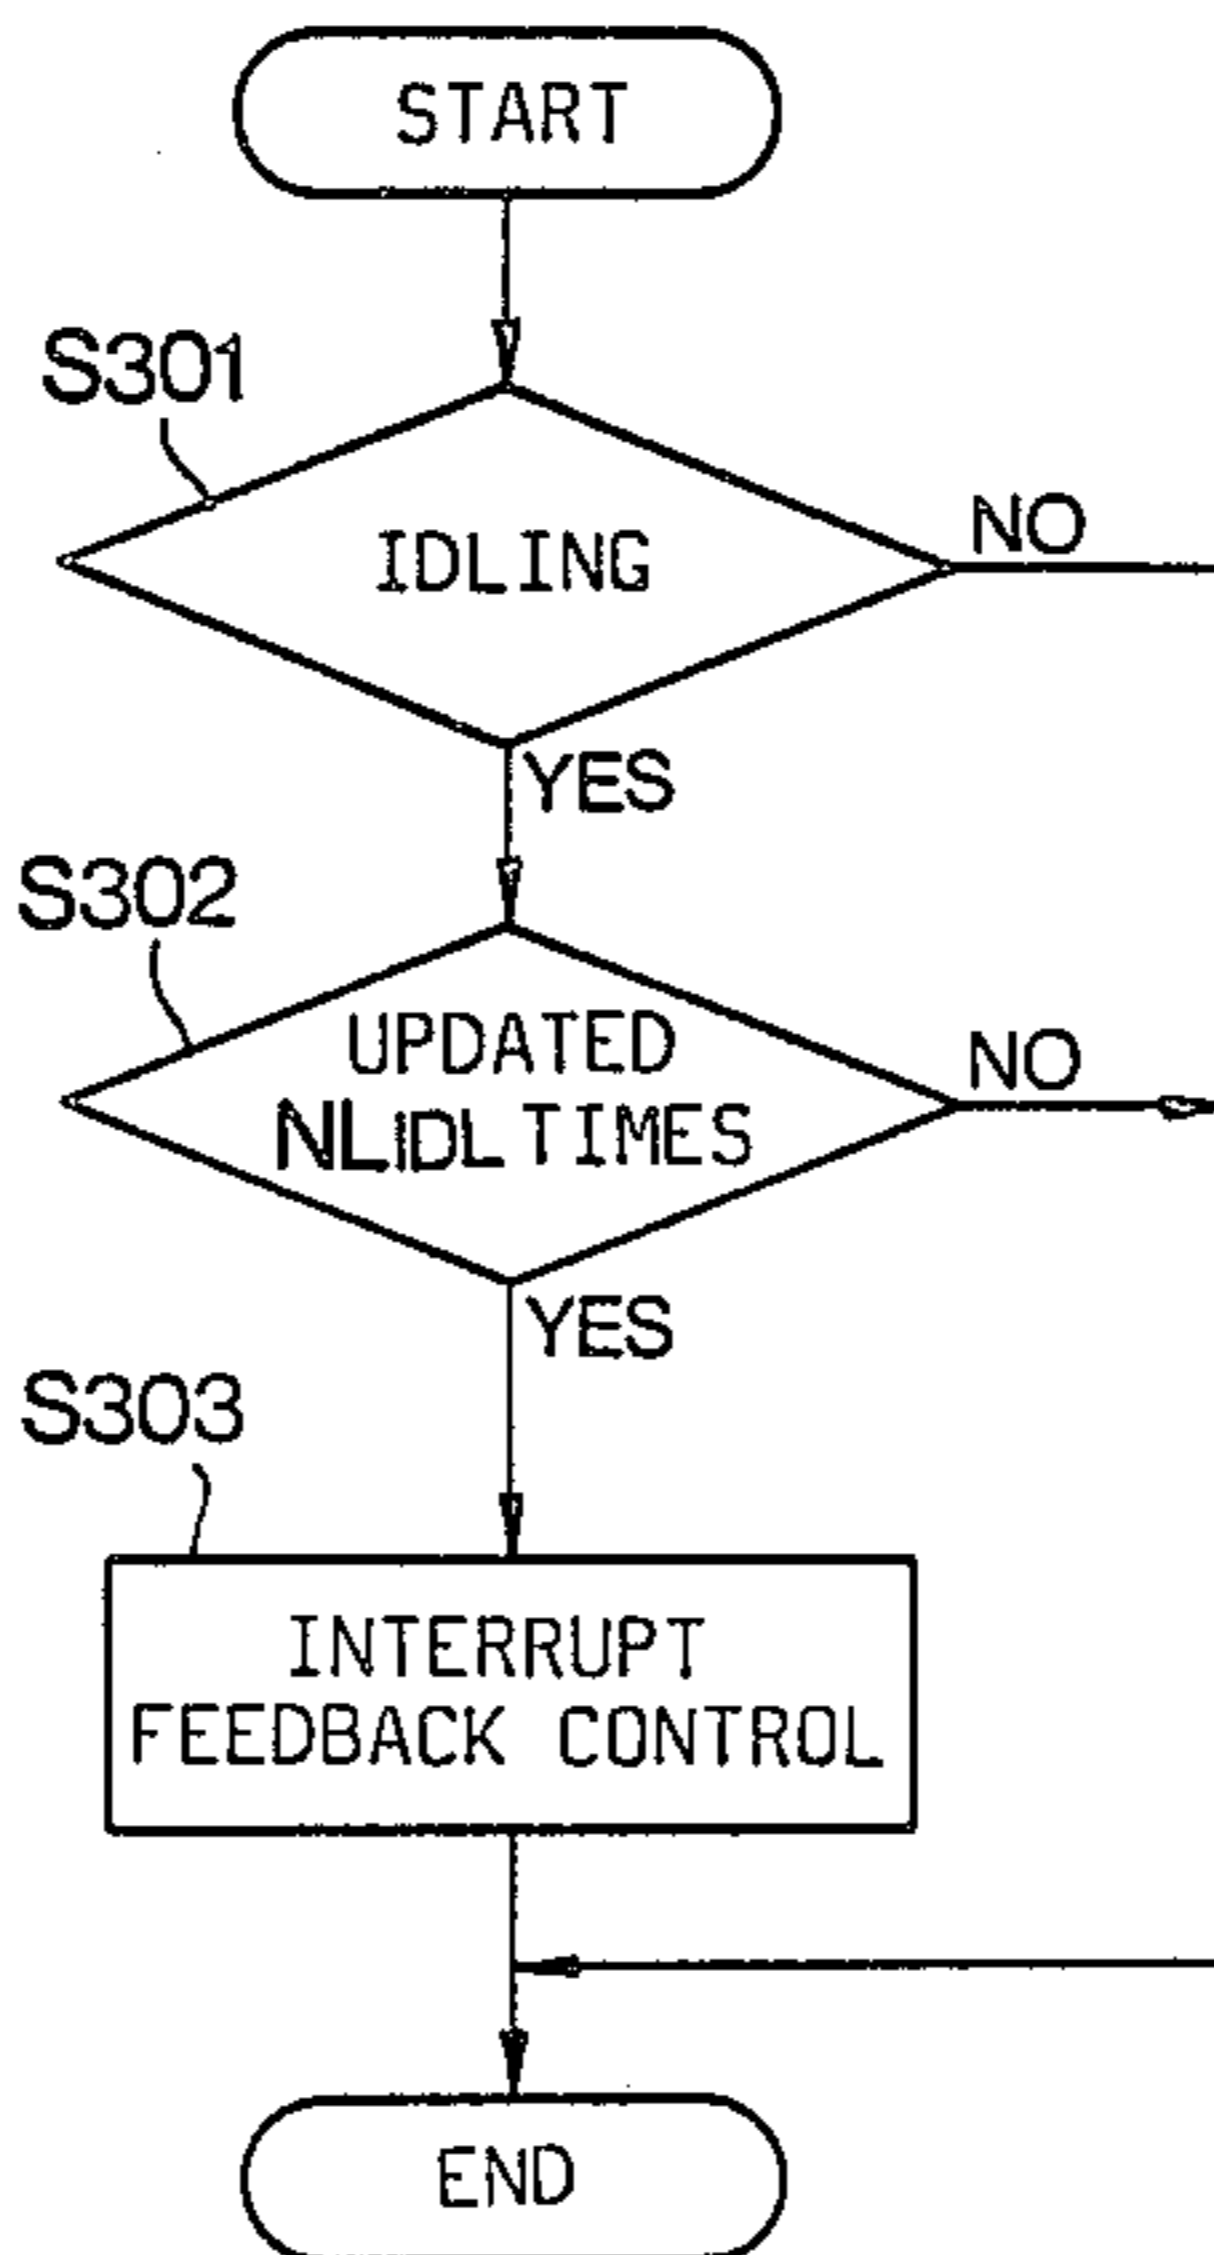 START
S301
IDLING
NO
YES
S302
UPDATED
NLIDL TIMES
NO
YES
S303
INTERRUPT
FEEDBACK CONTROL
END